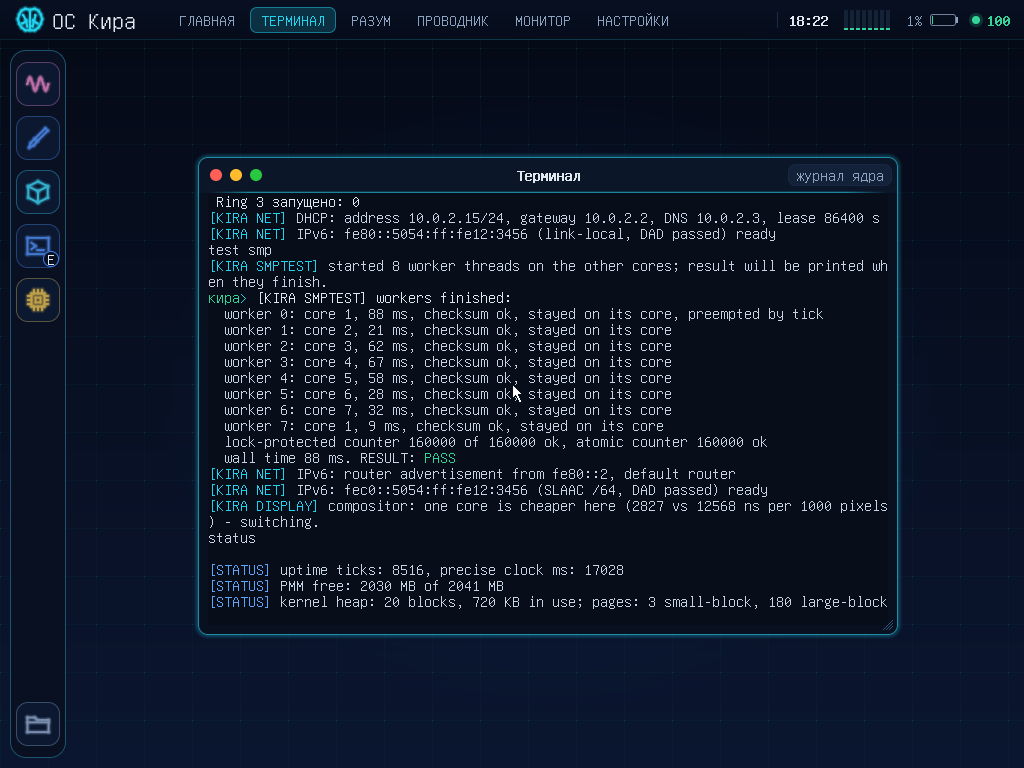 ОС Кира
ГЛАВНАЯ ТЕРМИНАЛ РАЗУМ ПРОВОДНИК МОНИТОР НАСТРОЙКИ
18:22 1% 100
E
Терминал
журнал ядра
Ring 3 запущено: 0
[KIRA NET] DHCP: address 10.0.2.15/24, gateway 10.0.2.2, DNS 10.0.2.3, lease 86400 s
[KIRA NET] IPv6: fe80::5054:ff:fe12:3456 (link-local, DAD passed) ready
test smp
[KIRA SMPTEST] started 8 worker threads on the other cores; result will be printed wh
en they finish.
кира> [KIRA SMPTEST] workers finished:
worker 0: core 1, 88 ms, checksum ok, stayed on its core, preempted by tick
worker 1: core 2, 21 ms, checksum ok, stayed on its core
worker 2: core 3, 62 ms, checksum ok, stayed on its core
worker 3: core 4, 67 ms, checksum ok, stayed on its core
worker 4: core 5, 58 ms, checksum ok, stayed on its core
worker 5: core 6, 28 ms, checksum ok, stayed on its core
worker 6: core 7, 32 ms, checksum ok, stayed on its core
worker 7: core 1, 9 ms, checksum ok, stayed on its core
lock-protected counter 160000 of 160000 ok, atomic counter 160000 ok
wall time 88 ms. RESULT: PASS
[KIRA NET] IPv6: router advertisement from fe80::2, default router
[KIRA NET] IPv6: fec0::5054:ff:fe12:3456 (SLAAC /64, DAD passed) ready
[KIRA DISPLAY] compositor: one core is cheaper here (2827 vs 12568 ns per 1000 pixels
) - switching.
status
[STATUS] uptime ticks: 8516, precise clock ms: 17028
[STATUS] PMM free: 2030 MB of 2041 MB
[STATUS] kernel heap: 20 blocks, 720 KB in use; pages: 3 small-block, 180 large-block